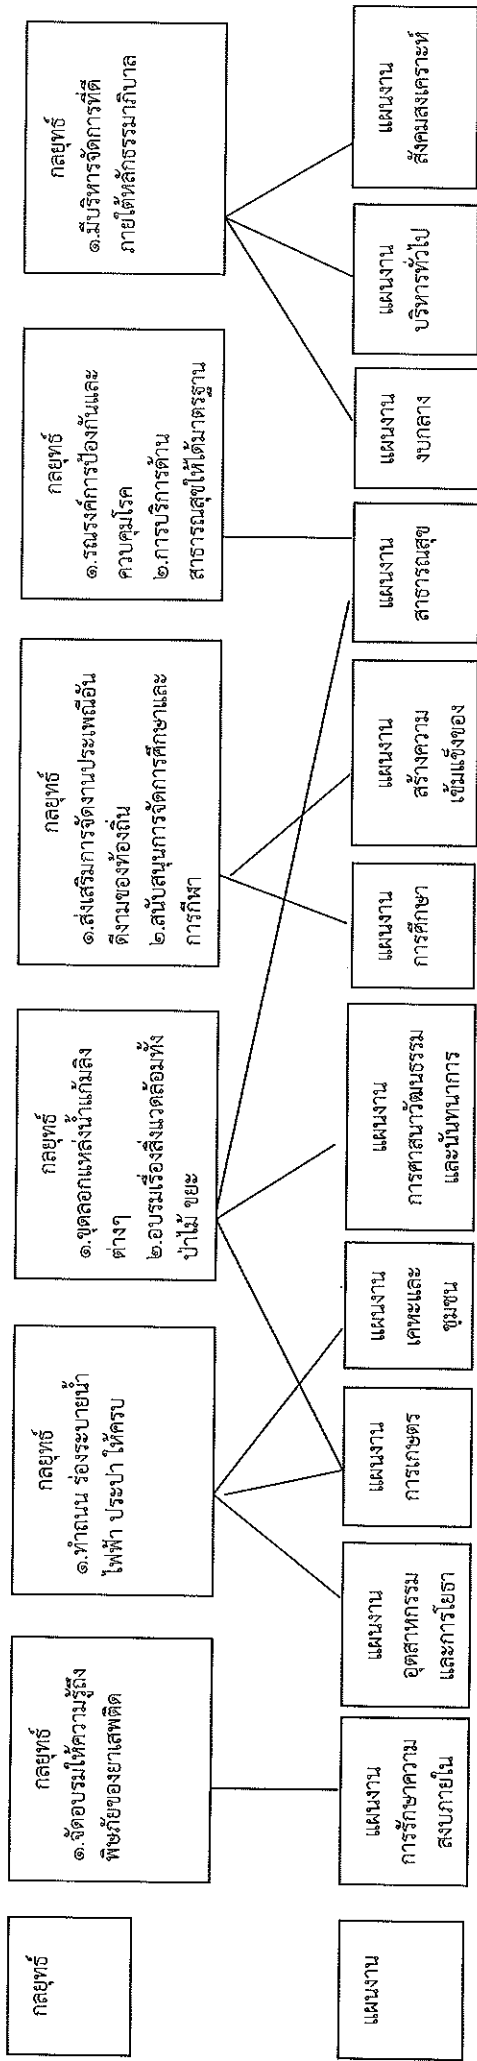 กลยุทธ์
กลยุทธ์
๑.จัดอบรมให้ความรู้ถึง
พิษภัยของยาเสพติด
กลยุทธ์
๑.ทำถนน ร่องระบายน้ำ
ไฟฟ้า ประปา ให้ครบ
กลยุทธ์
๑.ขุดลอกแหล่งน้ำแก้มลิง
ต่างๆ
๒.อบรมเรื่องสิ่งแวดล้อมทั้ง
ป่าไม้ ขยะ
กลยุทธ์
๑.ส่งเสริมการจัดงานประเพณีอัน
ดีงามของท้องถิ่น
๒.สนับสนุนการจัดการศึกษาและ
การกีฬา
กลยุทธ์
๑.รณรงค์การป้องกันและ
ควบคุมโรค
๒.การบริการด้าน
สาธารณสุขให้ได้มาตรฐาน
กลยุทธ์
๑.มีบริหารจัดการที่ดี
ภายใต้หลักธรรมาภิบาล
แผนงาน
แผนงาน
การรักษาความ
สงบภายใน
แผนงาน
อุตสาหกรรม
และการโยธา
แผนงาน
การเกษตร
แผนงาน
เคหะและ
ชุมชน
แผนงาน
การศาสนาวัฒนธรรม
และนันทนาการ
แผนงาน
การศึกษา
แผนงาน
สร้างความ
เข้มแข็งของ
แผนงาน
สาธารณสุข
แผนงาน
งบกลาง
แผนงาน
บริหารทั่วไป
แผนงาน
สังคมสงเคราะห์